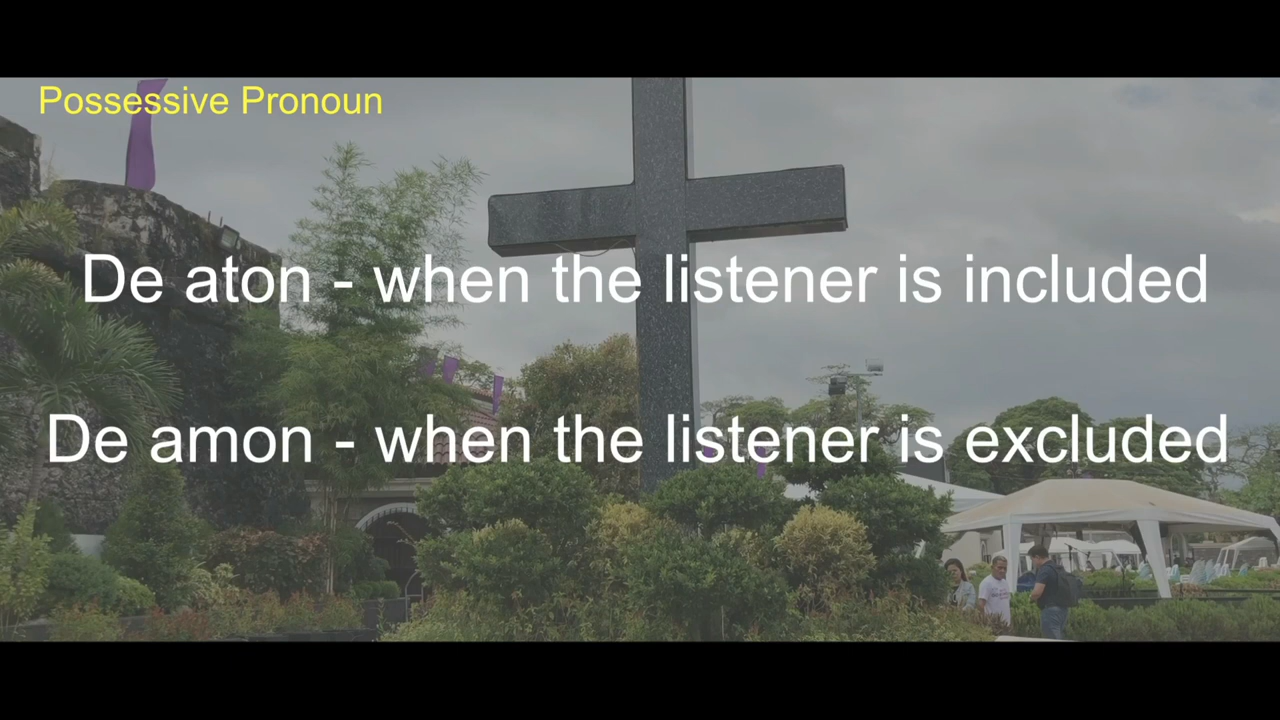 Possessive Pronoun
De aton - when the listener is included
De amon - when the listener is excluded